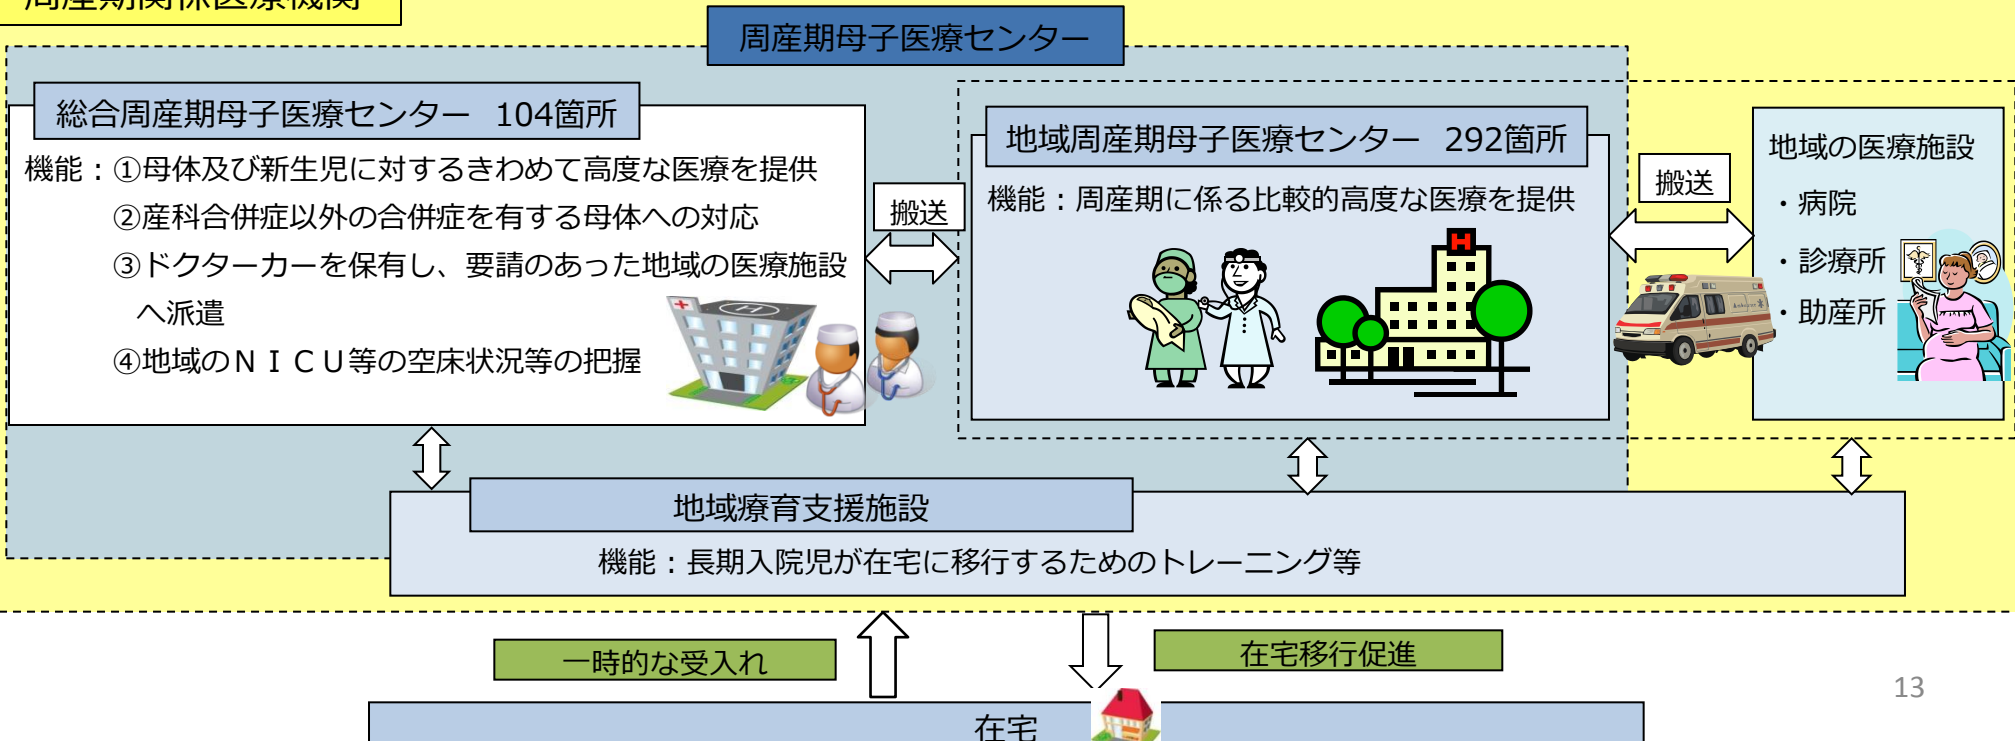 周産期関係医療機関
周産期母子医療センター
総合周産期母子医療センター 104箇所
機能：①母体及び新生児に対するきわめて高度な医療を提供
②産科合併症以外の合併症を有する母体への対応
③ドクターカーを保有し、要請のあった地域の医療施設
へ派遣
④地域のＮＩＣＵ等の空床状況等の把握
搬送
地域周産期母子医療センター 292箇所
機能：周産期に係る比較的高度な医療を提供
H
搬送
地域の医療施設
・病院
・診療所
・助産所
地域療育支援施設
機能：長期入院児が在宅に移行するためのトレーニング等
一時的な受入れ
在宅移行促進
在宅
13